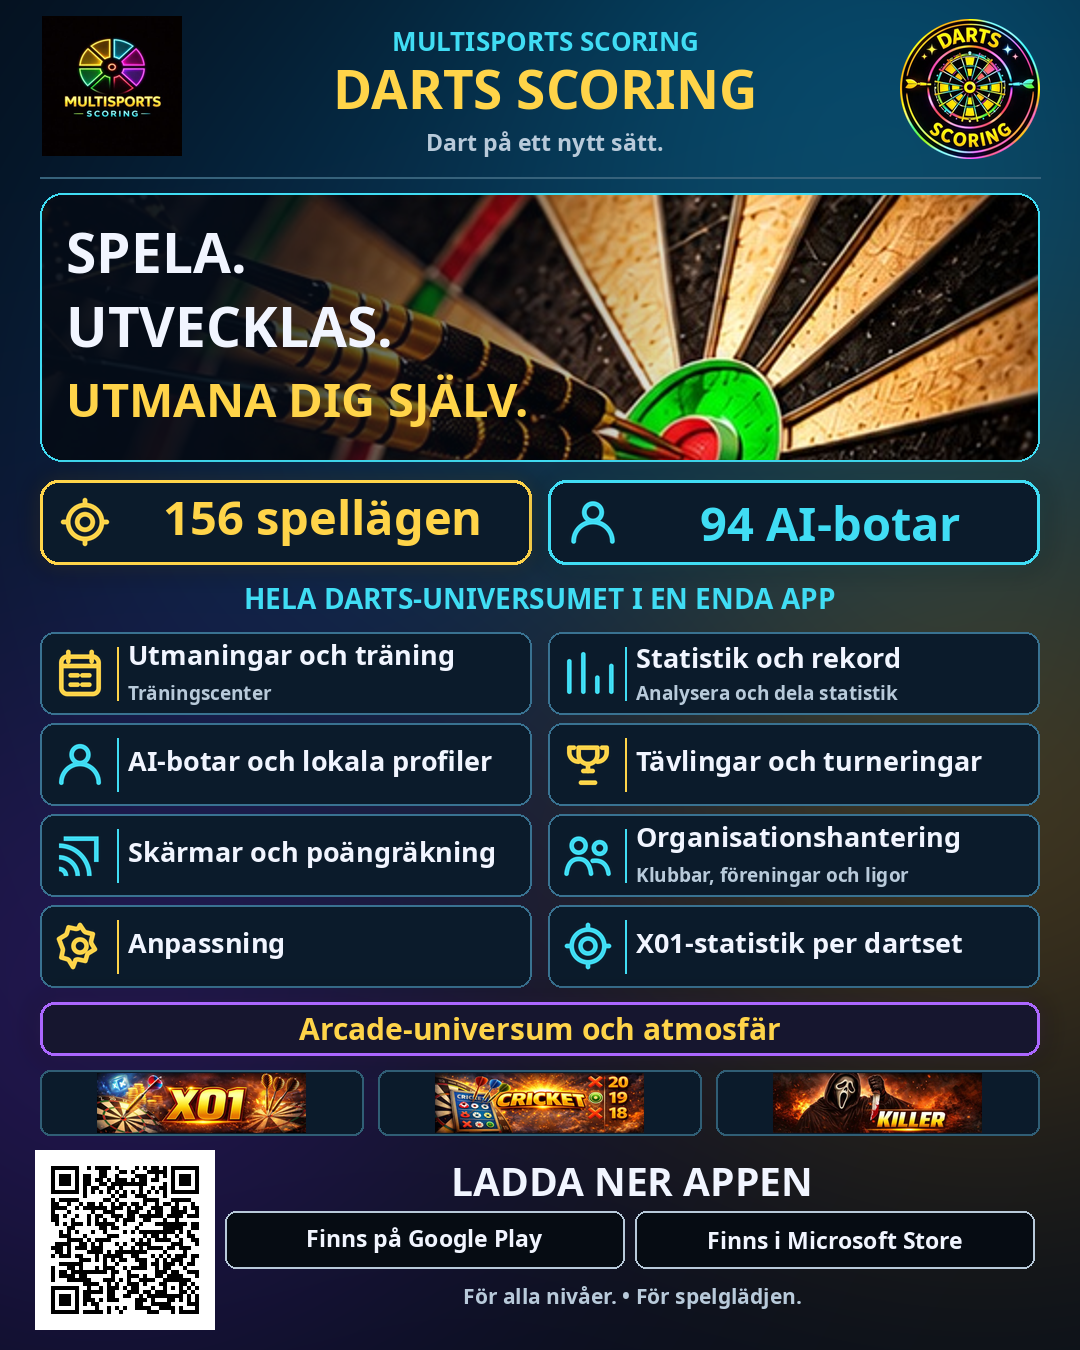 MULTISPORTS
SCORING
MULTISPORTS SCORING
DARTS SCORING
Dart på ett nytt sätt.
DARTS
SCORING
SPELA.
UTVECKLAS.
UTMANA DIG SJÄLV.
156 spellägen
94 AI-botar
HELA DARTS-UNIVERSUMET I EN ENDA APP
Utmaningar och träning
Träningscenter
Statistik och rekord
Analysera och dela statistik
AI-botar och lokala profiler
Tävlingar och turneringar
Skärmar och poängräkning
Organisationshantering
Klubbar, föreningar och ligor
Anpassning
X01-statistik per dartset
Arcade-universum och atmosfär
X01
CRICKET
CRICKET
20
19
18
KILLER
LADDA NER APPEN
Finns på Google Play
Finns i Microsoft Store
För alla nivåer. • För spelglädjen.